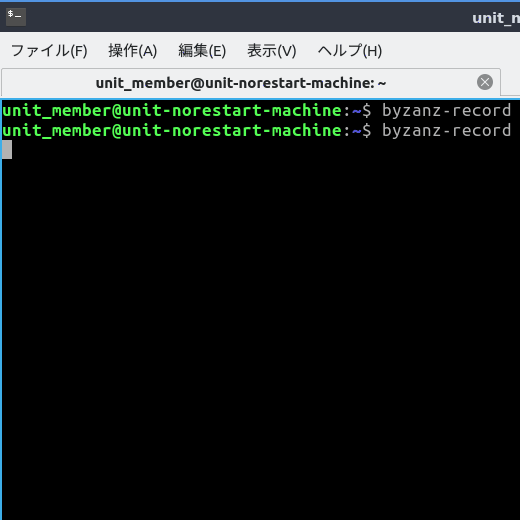 unit_m
ファイル(F) 操作(A) 編集(E) 表示(V) ヘルプ(H)
unit_member@unit-norestart-machine: ~
unit_member@unit-norestart-machine:~$ byzanz-record
unit_member@unit-norestart-machine:~$ byzanz-record